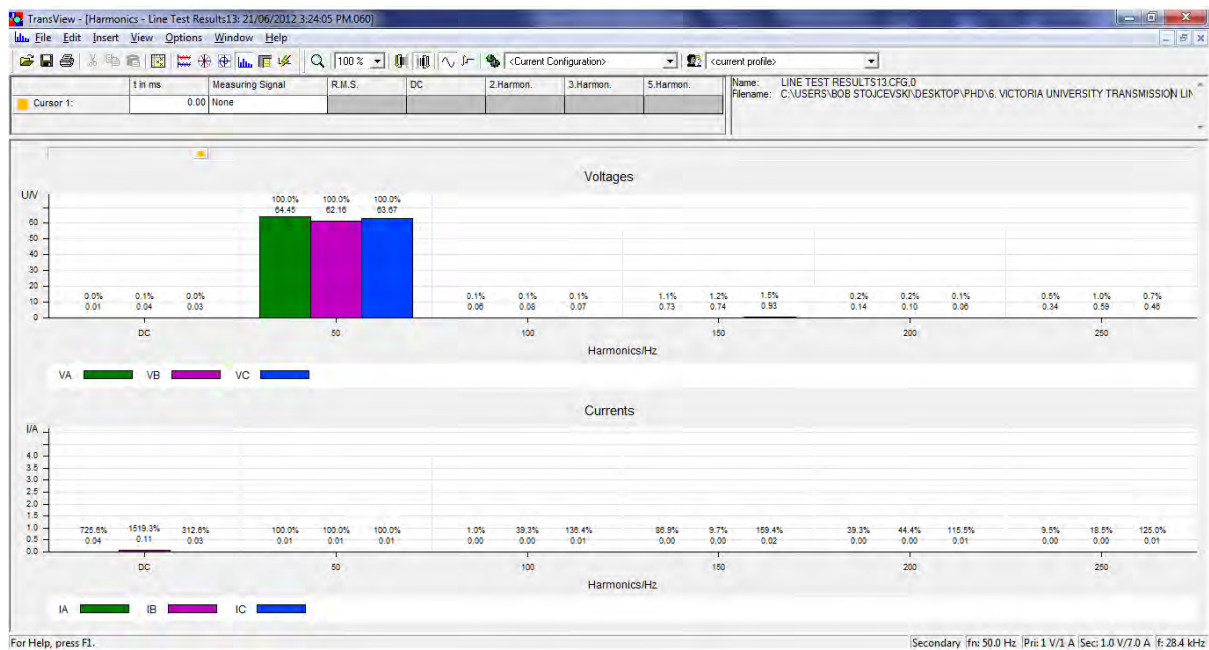 TransView - [Harmonics - Line Test Results13: 21/06/2012 3:24:05 PM.060]
File Edit Insert View Options Window Help
100 % <Current Configuration> <current profile>
t in ms Measuring Signal R.M.S. DC 2.Harmon. 3.Harmon. 5.Harmon.
Cursor 1: 0.00 None
Name: LINE TEST RESULTS13.CFG.0
Filename: C:\USERS\BOB STOJCEVSKI\DESKTOP\PHD\6. VICTORIA UNIVERSITY TRANSMISSION LIN
Voltages
U/V
100.0% 100.0% 100.0%
64.45 62.16 63.67
60
50
40
30
20
10
0
0.0% 0.1% 0.0% 0.1% 0.1% 0.1% 1.1% 1.2% 1.5% 0.2% 0.2% 0.1% 0.5% 1.0% 0.7%
0.01 0.04 0.03 0.06 0.08 0.07 0.73 0.74 0.93 0.14 0.10 0.06 0.34 0.59 0.46
DC 50 100 150 200 250
Harmonics/Hz
VA VB VC
Currents
I/A
4.0
3.5
3.0
2.5
2.0
1.5
1.0
0.5
0.0
725.6% 1519.3% 312.6% 100.0% 100.0% 100.0% 1.0% 39.3% 136.4% 86.9% 9.7% 159.4% 39.3% 44.4% 115.5% 9.5% 18.5% 125.0%
0.04 0.11 0.03 0.01 0.01 0.01 0.00 0.00 0.01 0.00 0.00 0.02 0.00 0.00 0.01 0.00 0.00 0.01
DC 50 100 150 200 250
Harmonics/Hz
IA IB IC
For Help, press F1.
Secondary fn: 50.0 Hz Pri: 1 V/1 A Sec: 1.0 V/7.0 A f: 28.4 kHz